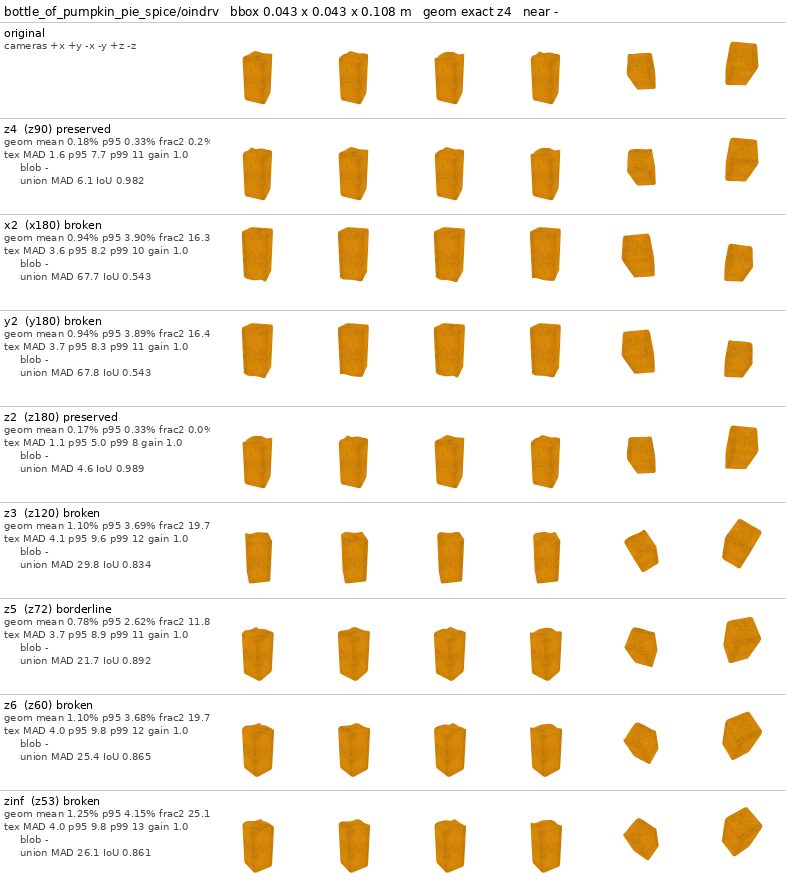 bottle_of_pumpkin_pie_spice/oindrv bbox 0.043 x 0.043 x 0.108 m geom exact z4 near -
original
cameras +x +y -x -y +z -z
z4 (z90) preserved
geom mean 0.18% p95 0.33% frac2 0.2%
tex MAD 1.6 p95 7.7 p99 11 gain 1.0
blob -
union MAD 6.1 IoU 0.982
x2 (x180) broken
geom mean 0.94% p95 3.90% frac2 16.3
tex MAD 3.6 p95 8.2 p99 10 gain 1.0
blob -
union MAD 67.7 IoU 0.543
y2 (y180) broken
geom mean 0.94% p95 3.89% frac2 16.4
tex MAD 3.7 p95 8.3 p99 11 gain 1.0
blob -
union MAD 67.8 IoU 0.543
z2 (z180) preserved
geom mean 0.17% p95 0.33% frac2 0.0%
tex MAD 1.1 p95 5.0 p99 8 gain 1.0
blob -
union MAD 4.6 IoU 0.989
z3 (z120) broken
geom mean 1.10% p95 3.69% frac2 19.7
tex MAD 4.1 p95 9.6 p99 12 gain 1.0
blob -
union MAD 29.8 IoU 0.834
z5 (z72) borderline
geom mean 0.78% p95 2.62% frac2 11.8
tex MAD 3.7 p95 8.9 p99 11 gain 1.0
blob -
union MAD 21.7 IoU 0.892
z6 (z60) broken
geom mean 1.10% p95 3.68% frac2 19.7
tex MAD 4.0 p95 9.8 p99 12 gain 1.0
blob -
union MAD 25.4 IoU 0.865
zinf (z53) broken
geom mean 1.25% p95 4.15% frac2 25.1
tex MAD 4.0 p95 9.8 p99 13 gain 1.0
blob -
union MAD 26.1 IoU 0.861